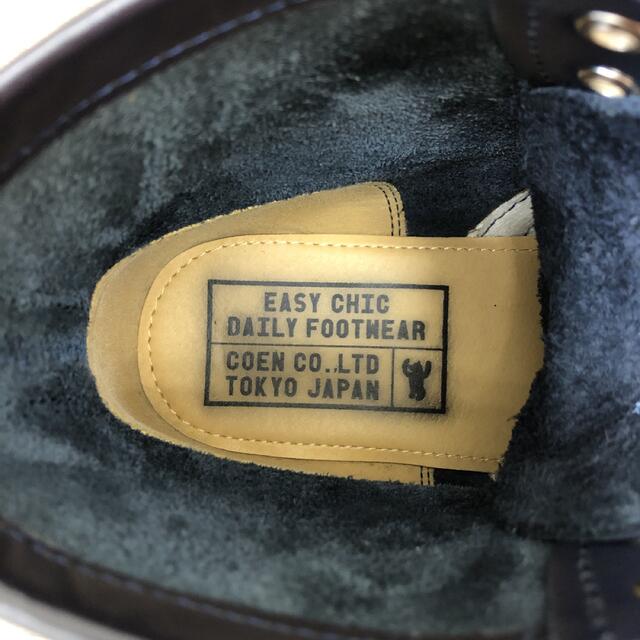 EASY CHIC
DAILY FOOTWEAR
COEN CO.,LTD
TOKYO JAPAN